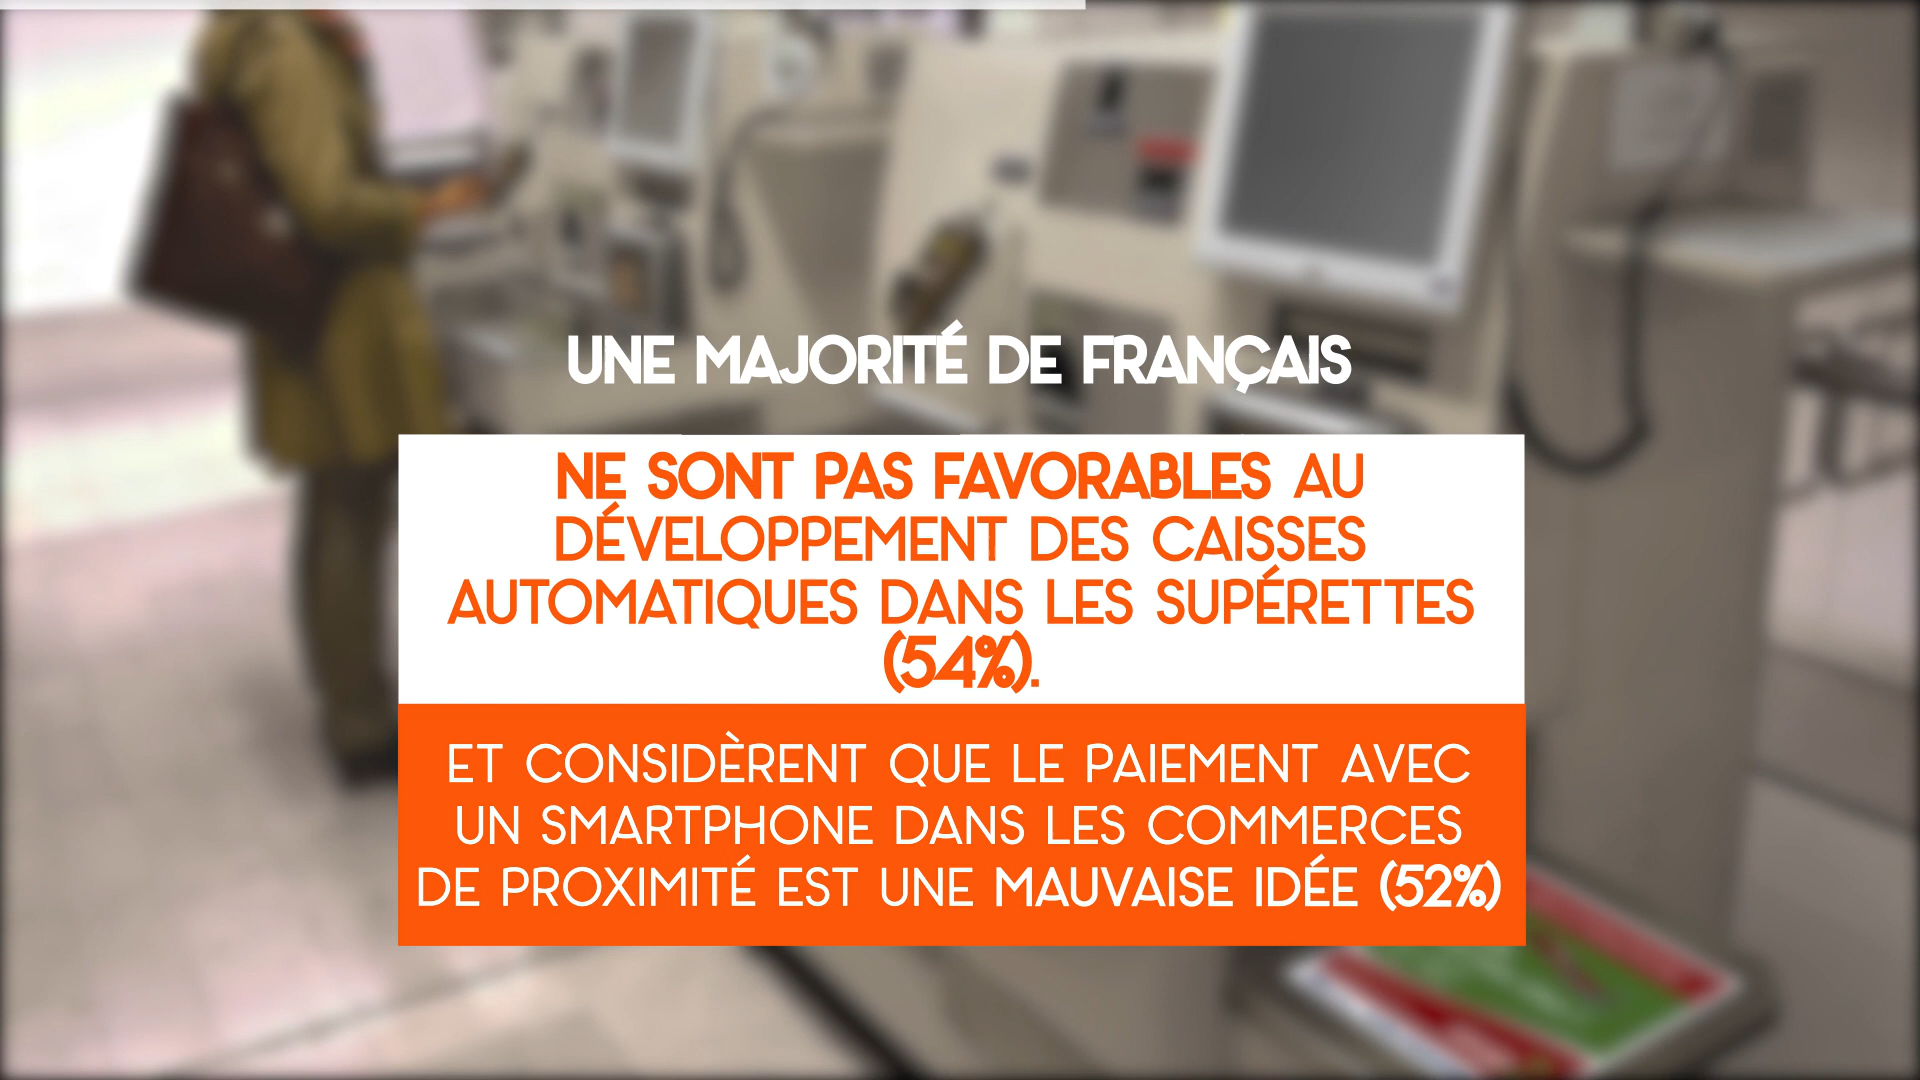 UNE MAJORITÉ DE FRANÇAIS
NE SONT PAS FAVORABLES AU
DÉVELOPPEMENT DES CAISSES
AUTOMATIQUES DANS LES SUPÉRETTES
(54%).
ET CONSIDÈRENT QUE LE PAIEMENT AVEC
UN SMARTPHONE DANS LES COMMERCES
DE PROXIMITÉ EST UNE MAUVAISE IDÉE (52%)